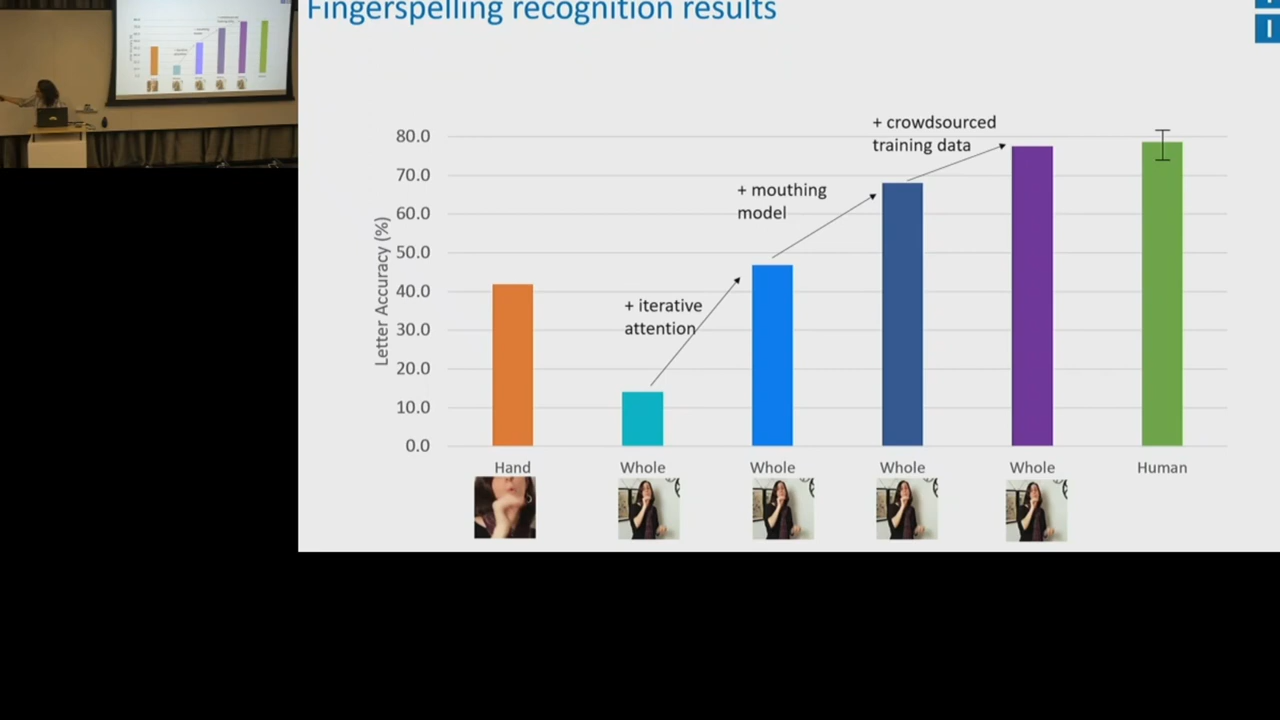 Fingerspelling recognition results
+ crowdsourced
training data
+ mouthing
model
+ iterative
attention
Letter Accuracy (%)
80.0
70.0
60.0
50.0
40.0
30.0
20.0
10.0
0.0
Hand
Whole
Whole
Whole
Whole
Human